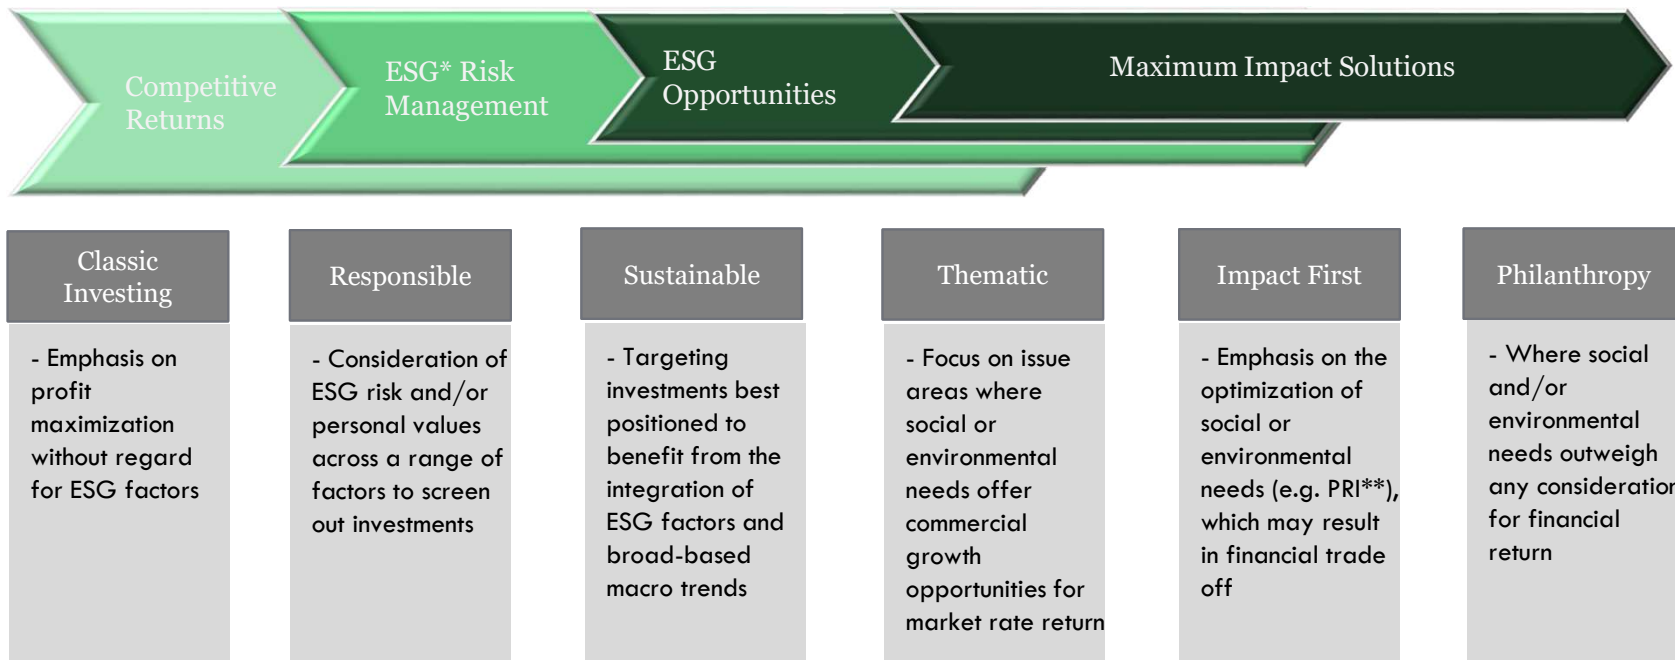 Competitive
Returns
ESG* Risk
Management
ESG
Opportunities
Maximum Impact Solutions
Classic
Investing
Responsible
Sustainable
Thematic
Impact First
Philanthropy
- Emphasis on
profit
maximization
without regard
for ESG factors
- Consideration of
ESG risk and/or
personal values
across a range of
factors to screen
out investments
- Targeting
investments best
positioned to
benefit from the
integration of
ESG factors and
broad-based
macro trends
- Focus on issue
areas where
social or
environmental
needs offer
commercial
growth
opportunities for
market rate return
- Emphasis on the
optimization of
social or
environmental
needs (e.g. PRI**),
which may result
in financial trade
off
- Where social
and/or
environmental
needs outweigh
any consideration
for financial
return